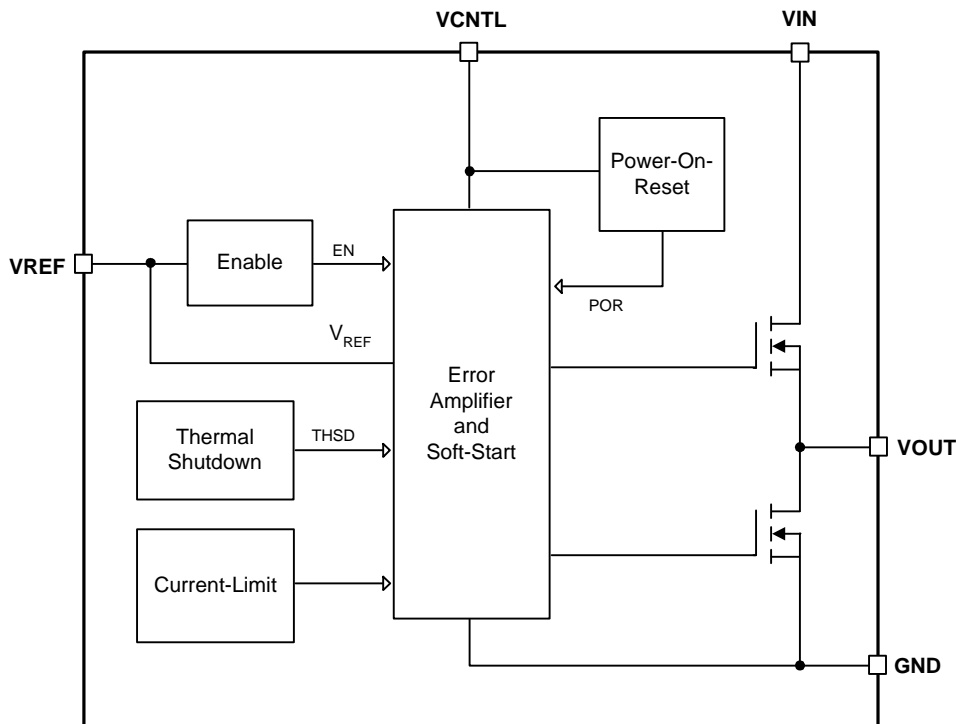 VCNTL
VIN
Power-On-
Reset
VREF
Enable
EN
POR
VREF
Error
Amplifier
and
Soft-Start
Thermal
Shutdown
THSD
VOUT
Current-Limit
GND